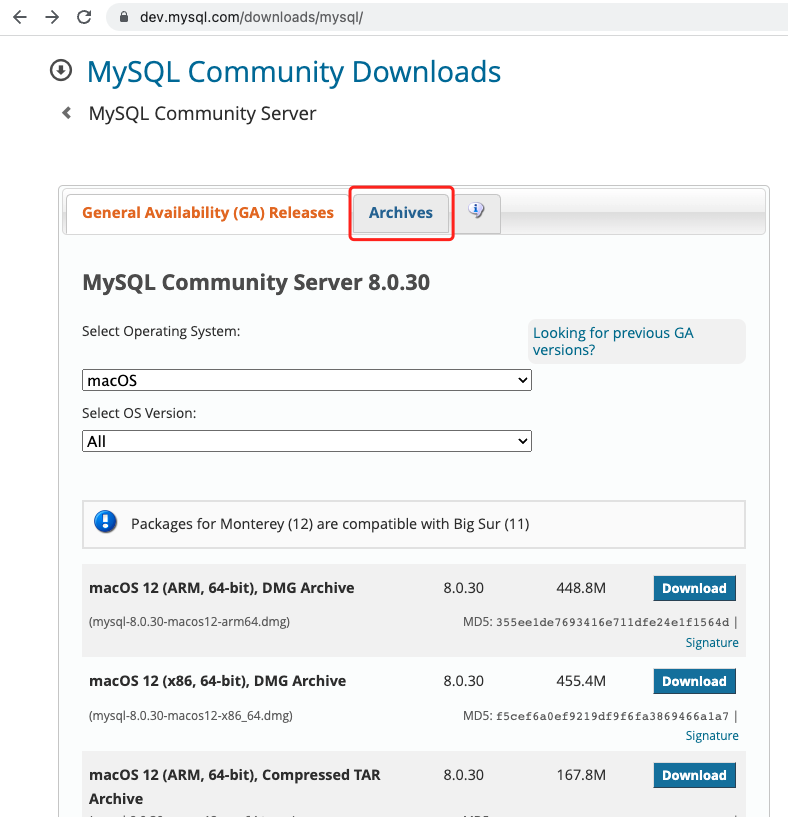 dev.mysql.com/downloads/mysql/
MySQL Community Downloads
MySQL Community Server
General Availability (GA) Releases
Archives
MySQL Community Server 8.0.30
Select Operating System:
Looking for previous GA
versions?
macOS
Select OS Version:
All
Packages for Monterey (12) are compatible with Big Sur (11)
macOS 12 (ARM, 64-bit), DMG Archive 8.0.30 448.8M Download
(mysql-8.0.30-macos12-arm64.dmg) MD5: 355ee1de7693416e711dfe24e1f1564d |
Signature
macOS 12 (x86, 64-bit), DMG Archive 8.0.30 455.4M Download
(mysql-8.0.30-macos12-x86_64.dmg) MD5: f5cef6a0ef9219df9f6fa3869466a1a7 |
Signature
macOS 12 (ARM, 64-bit), Compressed TAR 8.0.30 167.8M Download
Archive